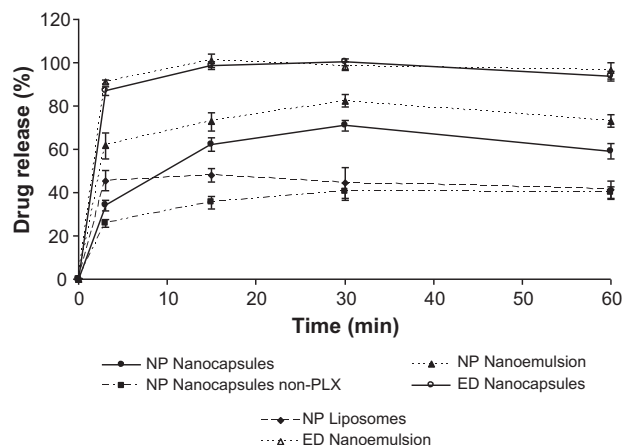 120
100
80
60
40
20
0
Drug release (%)
0 10 20 30 40 50 60
Time (min)
NP Nanocapsules NP Nanoemulsion
NP Nanocapsules non-PLX ED Nanocapsules
NP Liposomes
ED Nanoemulsion